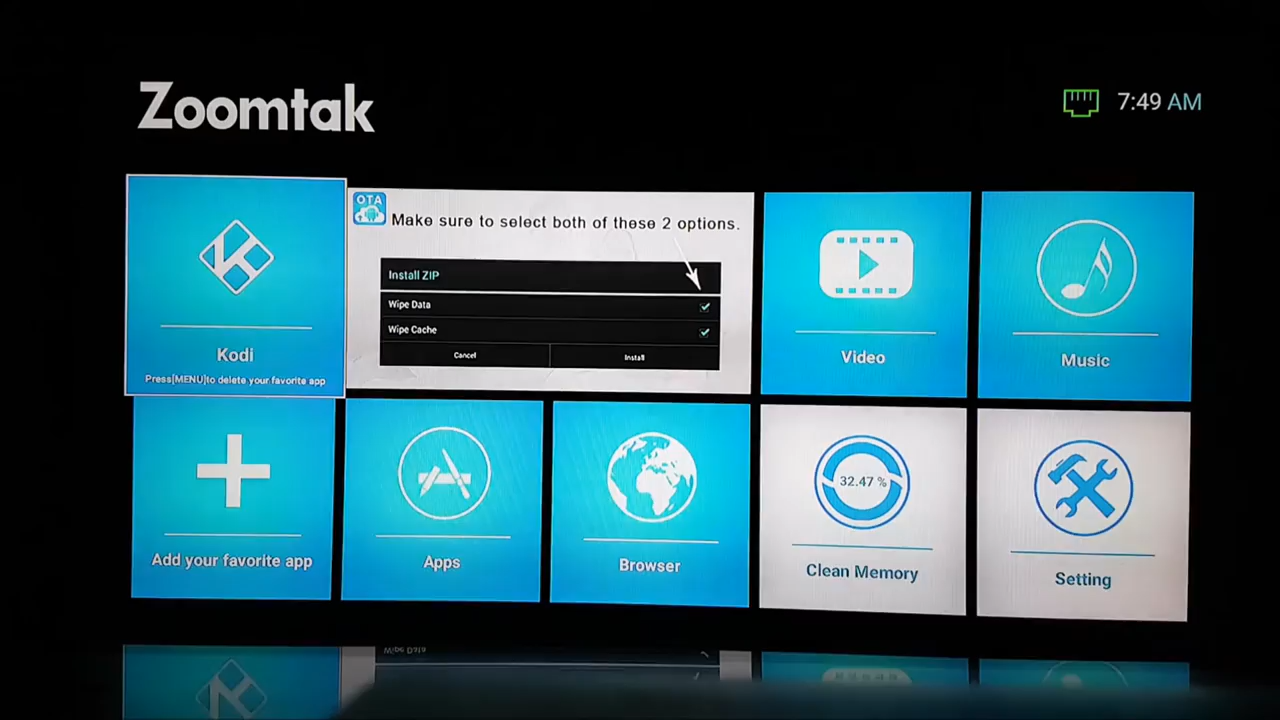 Zoomtak
7:49 AM
OTA
Make sure to select both of these 2 options.
Install ZIP
Wipe Data
Wipe Cache
Cancel
Install
Kodi
Press[MENU]to delete your favorite app
Video
Music
Add your favorite app
Apps
Browser
32.47 %
Clean Memory
Setting
Wipe Data